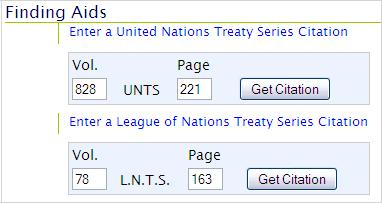 Finding Aids
Enter a United Nations Treaty Series Citation
Vol. Page
828 UNTS 221 Get Citation
Enter a League of Nations Treaty Series Citation
Vol. Page
78 L.N.T.S. 163 Get Citation